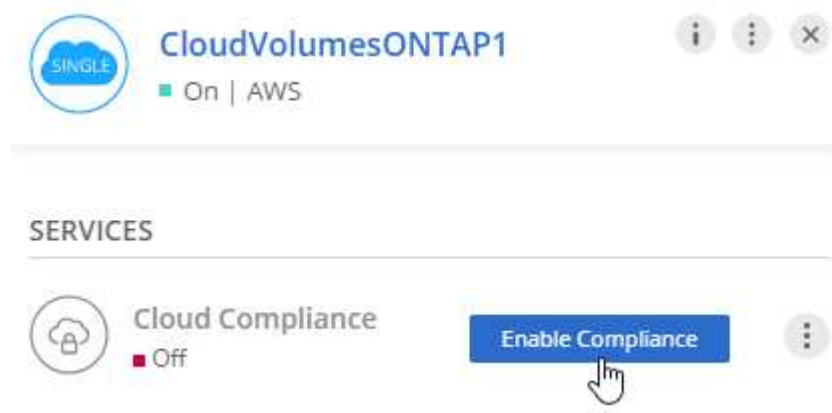 SINGLE
CloudVolumesONTAP1
On | AWS
SERVICES
Cloud Compliance
Off
Enable Compliance